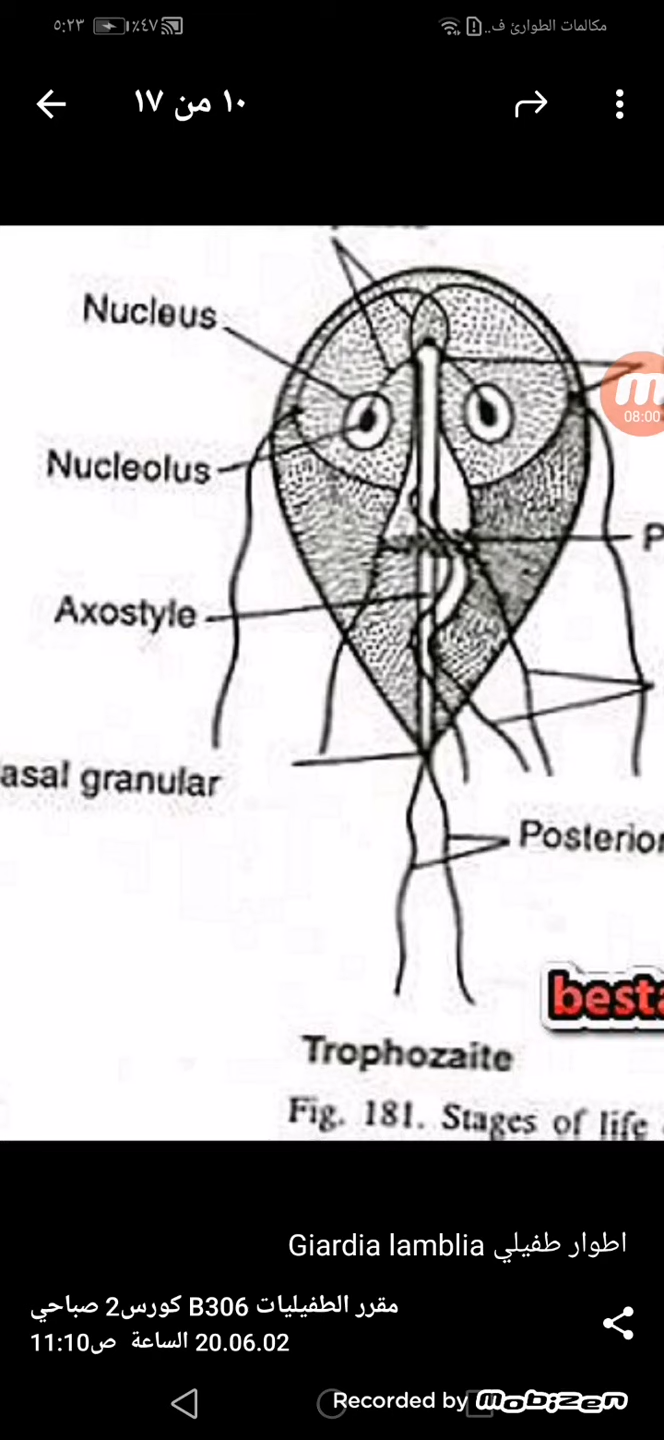 ٥:٢٣ ٪٤٧ مكالمات الطوارئ ف..
١٠ من ١٧
Nucleus
m
08:00
Nucleolus
P
Axostyle
asal granular
Posterior
besta
Trophozaite
Fig. 181. Stages of life
اطوار طفيلي Giardia lamblia
مقرر الطفيليات B306 كورس2 صباحي
20.06.02 الساعة 11:10ص
Recorded by mobizen